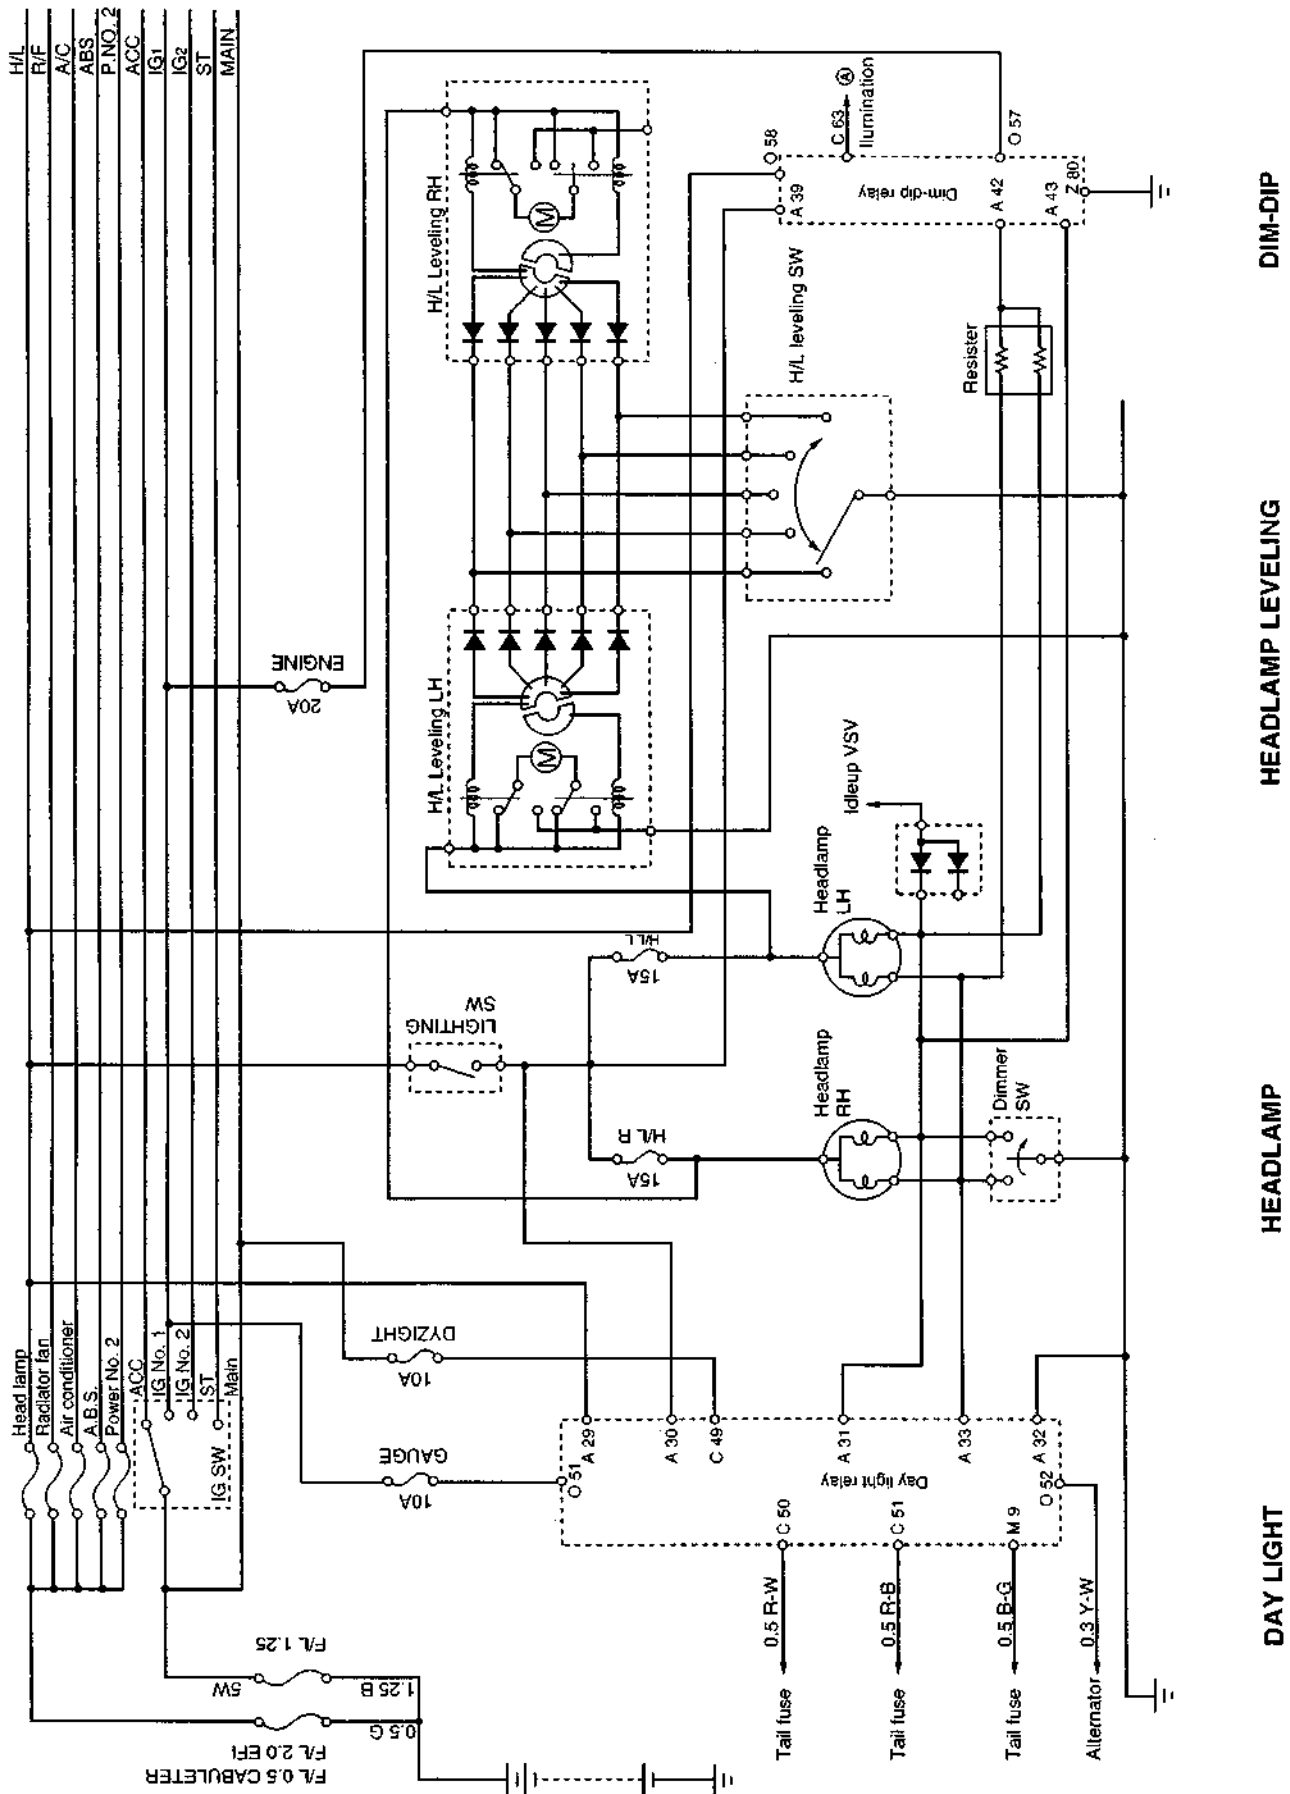 H/L
R/F
A/C
ABS
P.NO. 2
ACC
IG1
IG2
ST
MAIN
Head lamp
Radiator fan
Air conditioner
A.B.S.
Power No. 2
ACC
IG No. 1
IG No. 2
ST
Main
IG SW
F/L 1.25
5W
1.25 B
0.5 G
F/L 2.0 EFI
F/L 0.5 CABULETER
GAUGE
10A
DYZIGHT
10A
LIGHTING
SW
ENGINE
20A
H/L R
15A
H/L L
15A
O 51
A 29
A 30
C 49
A 31
A 33
A 32
O 52
Day light relay
C 50
C 51
M 9
0.5 R-W
0.5 R-B
0.5 B-G
0.3 Y-W
Tail fuse
Tail fuse
Tail fuse
Alternator
Headlamp
RH
Headlamp
LH
Dimmer
SW
Idleup VSV
H/L Leveling LH
M
H/L Leveling RH
M
H/L leveling SW
Resister
O 58
A 39
C 63
A
Ilumination
Dim-dip relay
A 42
A 43
Z 80
O 57
DAY LIGHT
HEADLAMP
HEADLAMP LEVELING
DIM-DIP